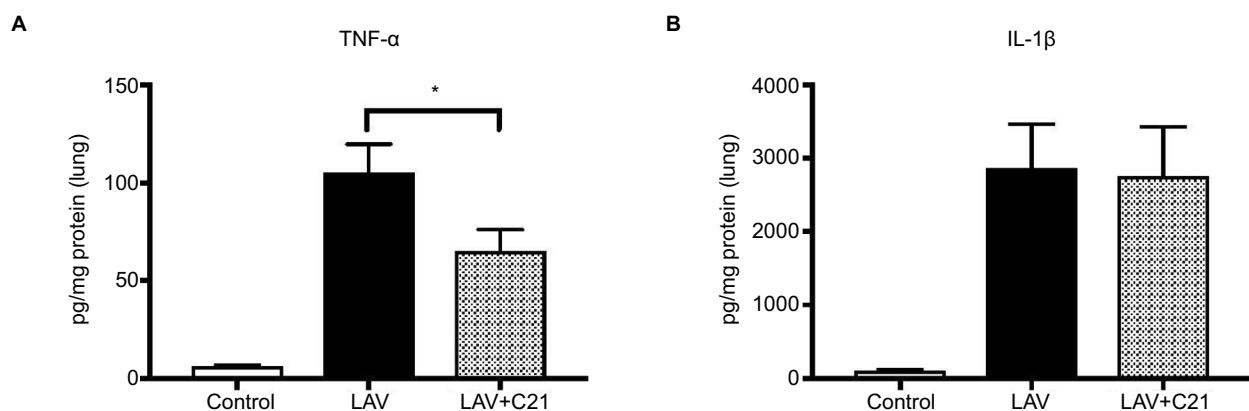 A
TNF-α
pg/mg protein (lung)
150
100
50
0
*
Control LAV LAV+C21
B
IL-1β
pg/mg protein (lung)
4000
3000
2000
1000
0
Control LAV LAV+C21